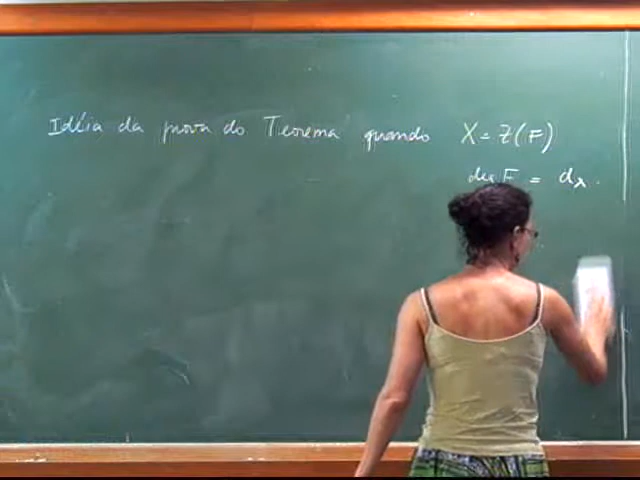 Idéia da prova do Teorema quando X = Z(F)
deg F = dₓ.